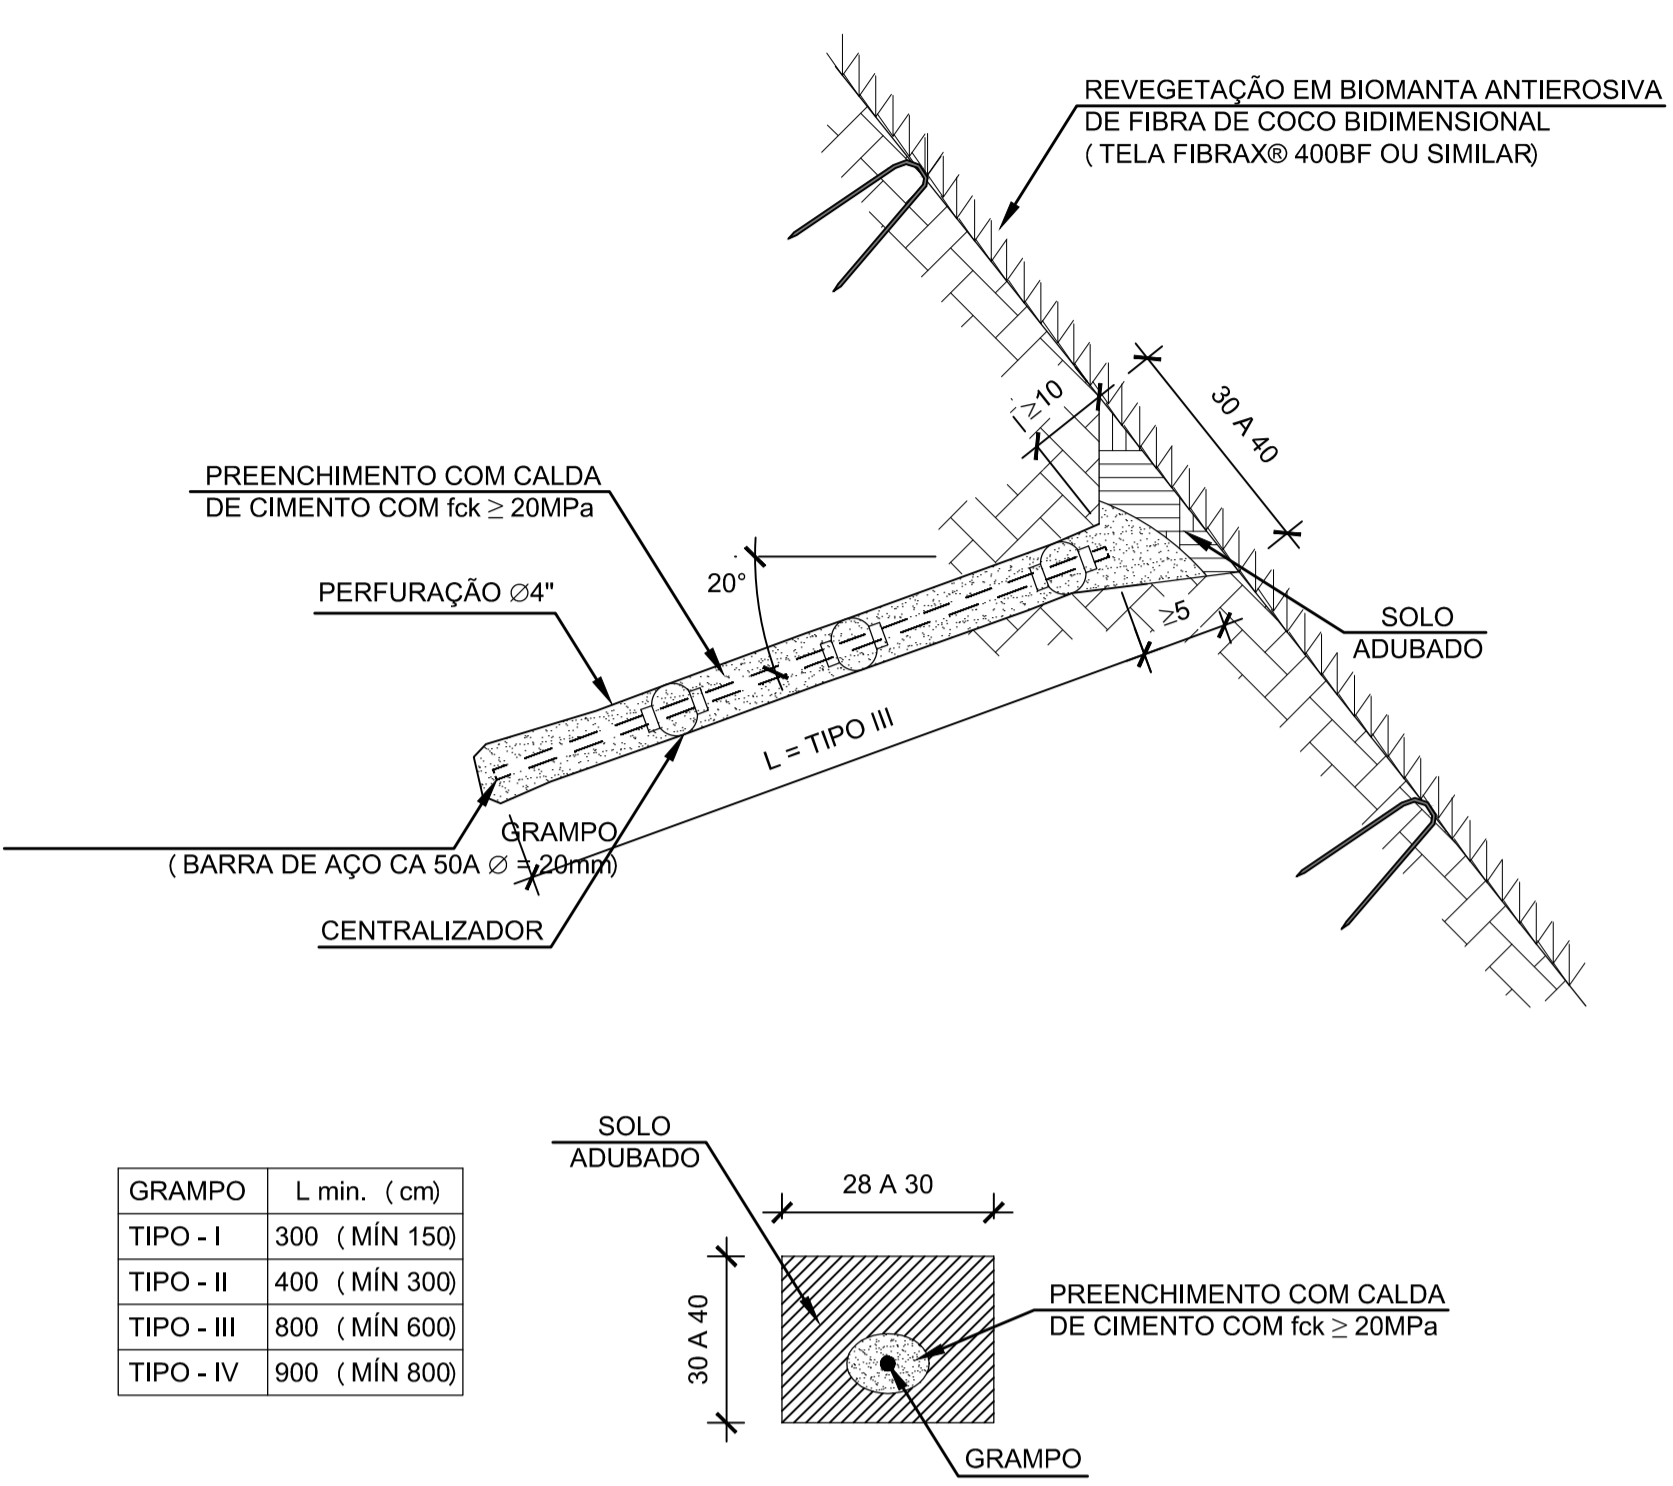 REVEGETAÇÃO EM BIOMANTA ANTIEROSIVA
DE FIBRA DE COCO BIDIMENSIONAL
( TELA FIBRAX® 400BF OU SIMILAR)
≥10
30 A 40
PREENCHIMENTO COM CALDA
DE CIMENTO COM fck ≥ 20MPa
20°
PERFURAÇÃO ∅4"
≥5
SOLO
ADUBADO
L = TIPO III
GRAMPO
( BARRA DE AÇO CA 50A ∅ = 20mm)
CENTRALIZADOR
GRAMPO L min. ( cm)
TIPO - I 300 ( MÍN 150)
TIPO - II 400 ( MÍN 300)
TIPO - III 800 ( MÍN 600)
TIPO - IV 900 ( MÍN 800)
SOLO
ADUBADO
28 A 30
30 A 40
PREENCHIMENTO COM CALDA
DE CIMENTO COM fck ≥ 20MPa
GRAMPO